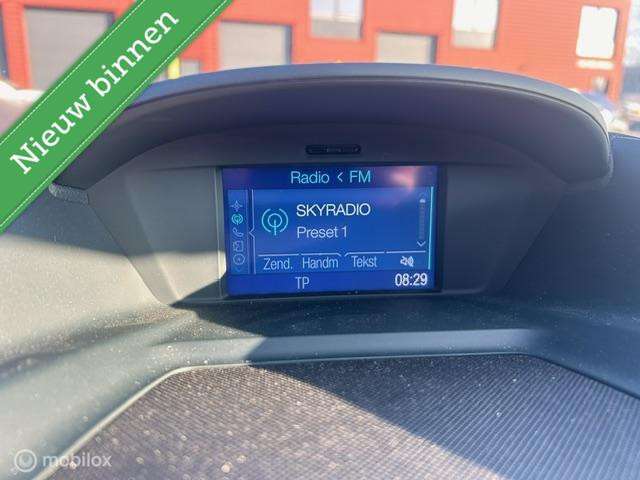 Nieuw binnen
Radio < FM
SKYRADIO
Preset 1
Zend. Handm Tekst
TP 08:29
mobilox